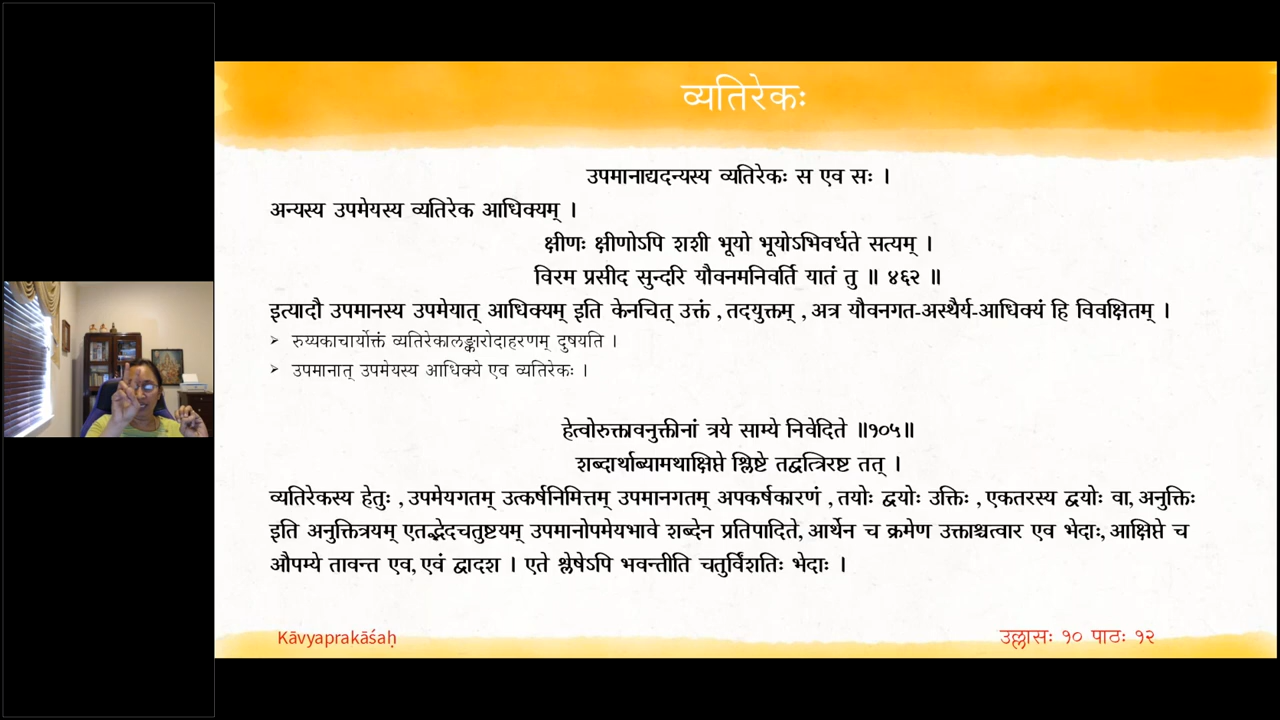 व्यतिरेकः
उपमानाद्यदन्यस्य व्यतिरेकः स एव सः ।
अन्यस्य उपमेयस्य व्यतिरेक आधिक्यम् ।
क्षीणः क्षीणोऽपि शशी भूयो भूयोऽभिवर्धते सत्यम् ।
विरम प्रसीद सुन्दरि यौवनमनिवर्ति यातं तु ॥ ४६२ ॥
इत्यादौ उपमानस्य उपमेयात् आधिक्यम् इति केनचित् उक्तं , तदयुक्तम् , अत्र यौवनगत-अस्थैर्य-आधिक्यं हि विवक्षितम् ।
➢ रुय्यकाचार्योक्तं व्यतिरेकालङ्कारोदाहरणम् दुषयति ।
➢ उपमानात् उपमेयस्य आधिक्ये एव व्यतिरेकः ।
हेत्वोरुक्तावनुक्तीनां त्रये साम्ये निवेदिते ॥१०५॥
शब्दार्थाब्यामथाक्षिप्ते श्लिष्टे तद्वत्त्रिरष्ट तत् ।
व्यतिरेकस्य हेतुः , उपमेयगतम् उत्कर्षनिमित्तम् उपमानगतम् अपकर्षकारणं , तयोः द्वयोः उक्तिः , एकतरस्य द्वयोः वा, अनुक्तिः
इति अनुक्तित्रयम् एतद्भेदचतुष्टयम् उपमानोपमेयभावे शब्देन प्रतिपादिते, आर्थेन च क्रमेण उक्ताश्चत्वार एव भेदाः, आक्षिप्ते च
औपम्ये तावन्त एव, एवं द्वादश । एते श्लेषेऽपि भवन्तीति चतुर्विंशतिः भेदाः ।
Kāvyaprakāśaḥ
उल्लासः १० पाठः १२